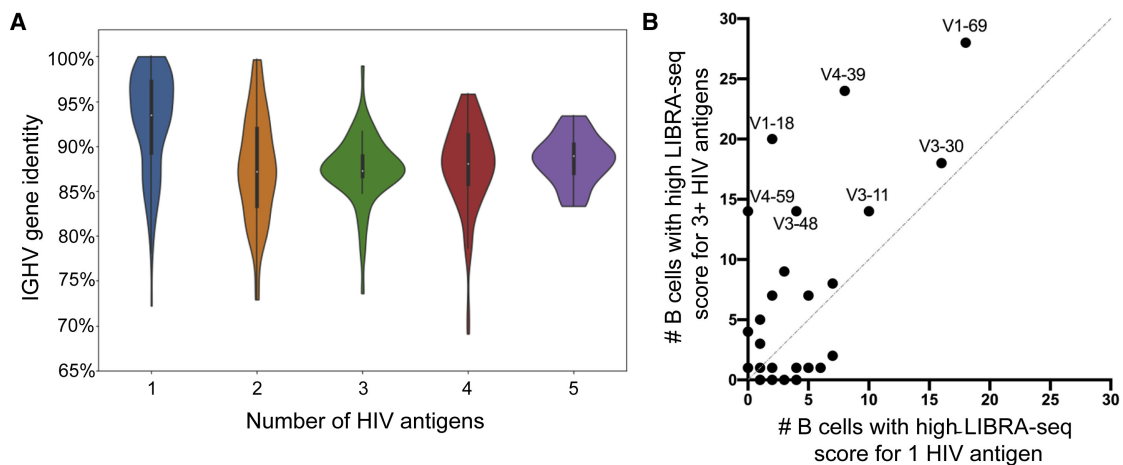 A
IGHV gene identity
100%
95%
90%
85%
80%
75%
70%
65%
1 2 3 4 5
Number of HIV antigens
B
# B cells with high LIBRA-seq
score for 3+ HIV antigens
30
25
20
15
10
5
0
V1-69
V4-39
V1-18
V3-30
V4-59
V3-11
V3-48
0 5 10 15 20 25 30
# B cells with high LIBRA-seq
score for 1 HIV antigen